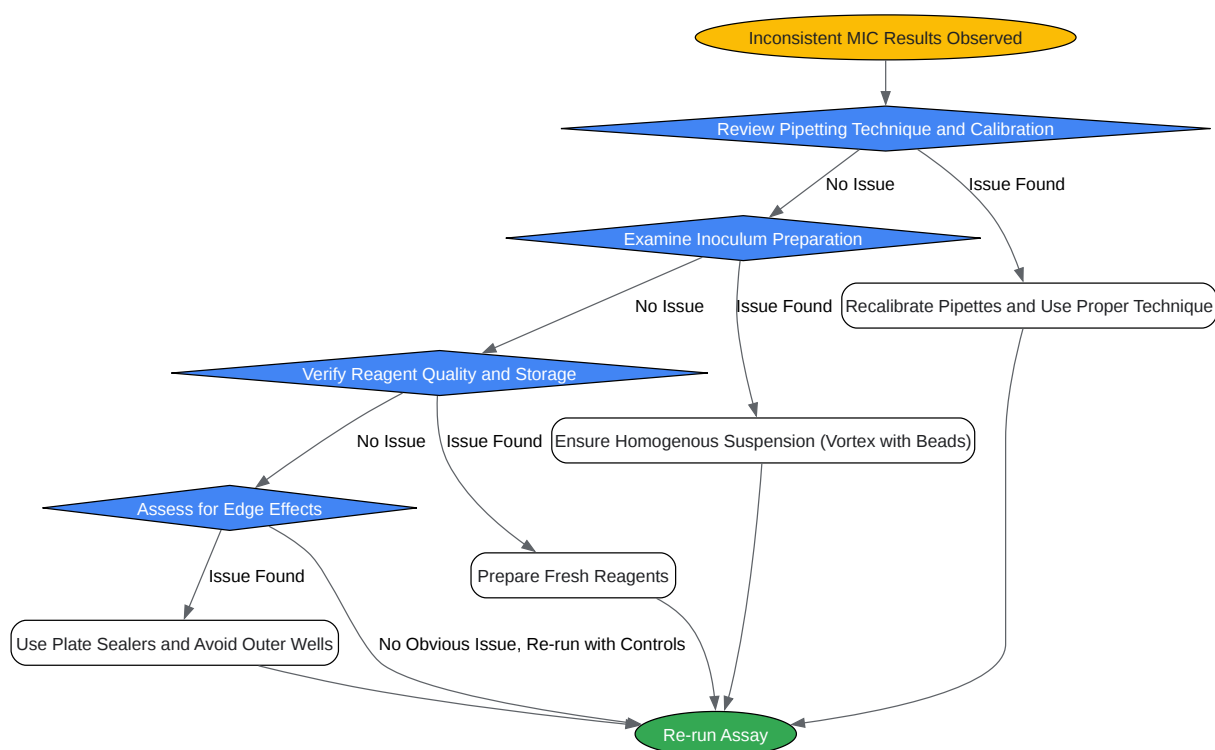 Inconsistent MIC Results Observed
Review Pipetting Technique and Calibration
No Issue
Issue Found
Examine Inoculum Preparation
Recalibrate Pipettes and Use Proper Technique
No Issue
Issue Found
Verify Reagent Quality and Storage
Ensure Homogenous Suspension (Vortex with Beads)
No Issue
Issue Found
Assess for Edge Effects
Issue Found
Prepare Fresh Reagents
Use Plate Sealers and Avoid Outer Wells
No Obvious Issue, Re-run with Controls
Re-run Assay